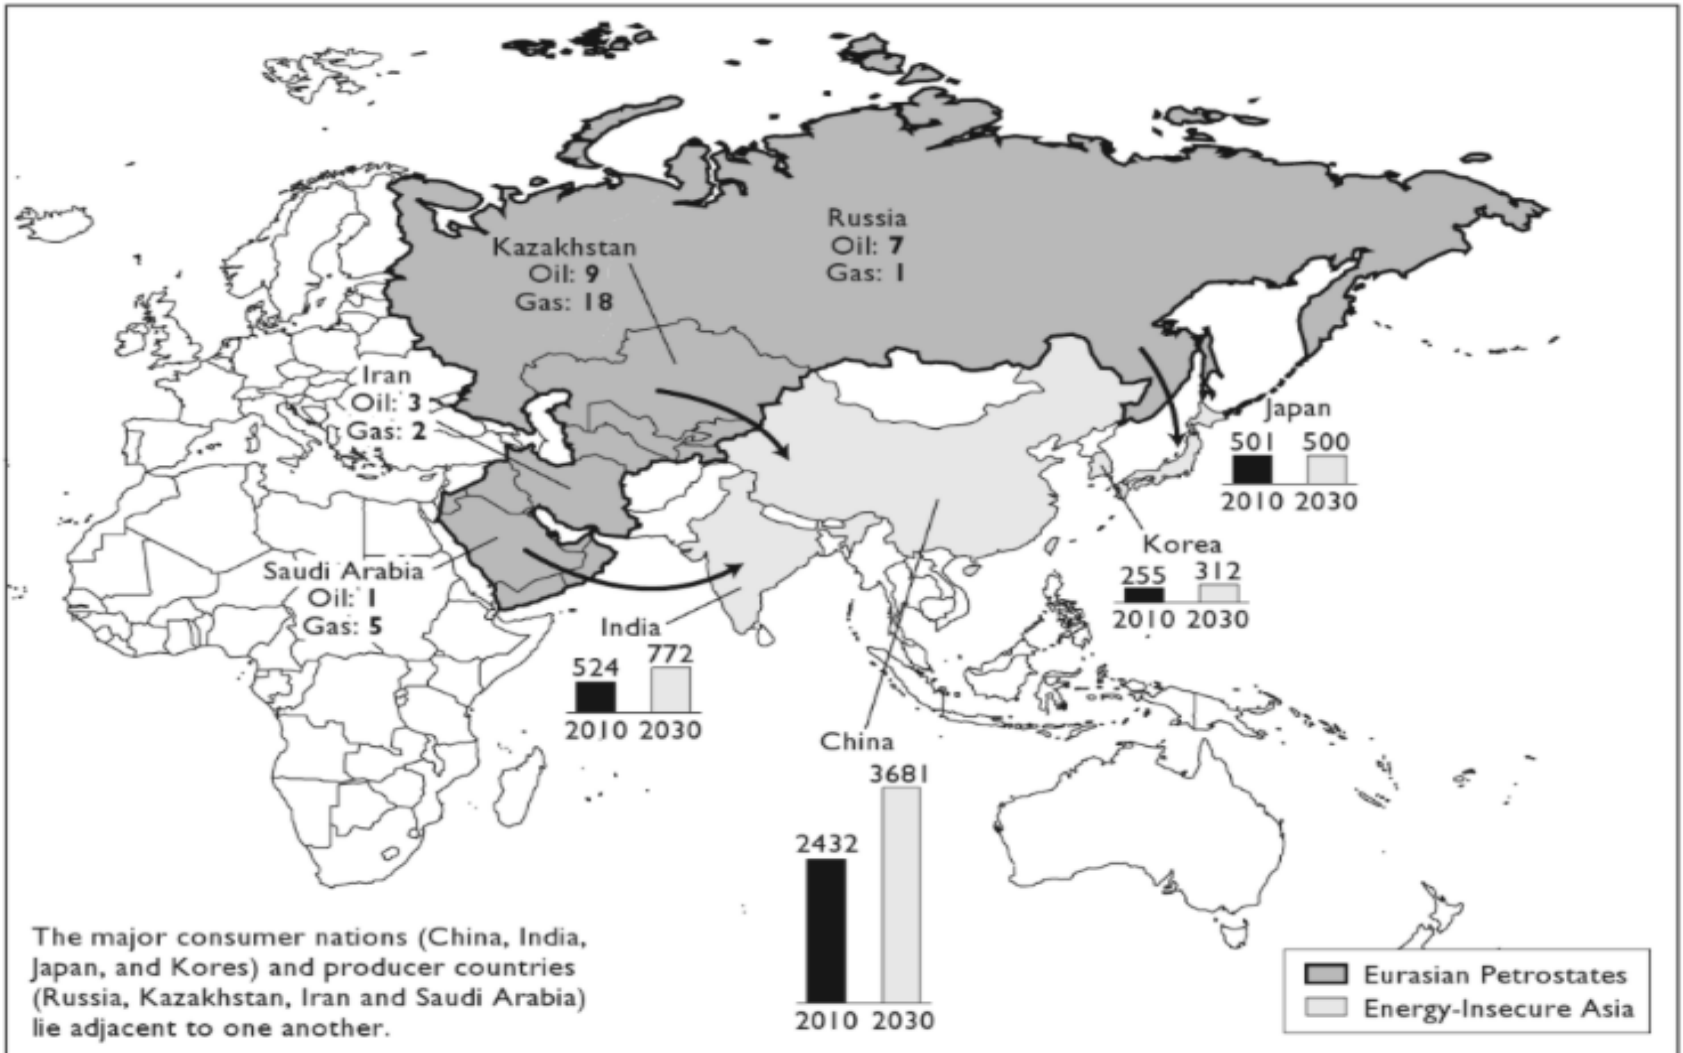 Russia
Oil: 7
Gas: 1
Kazakhstan
Oil: 9
Gas: 18
Iran
Oil: 3
Gas: 2
Saudi Arabia
Oil: 1
Gas: 5
Japan
501 500
2010 2030
Korea
255 312
2010 2030
India
524 772
2010 2030
China
2432 3681
2010 2030
The major consumer nations (China, India,
Japan, and Kores) and producer countries
(Russia, Kazakhstan, Iran and Saudi Arabia)
lie adjacent to one another.
Eurasian Petrostates
Energy-Insecure Asia